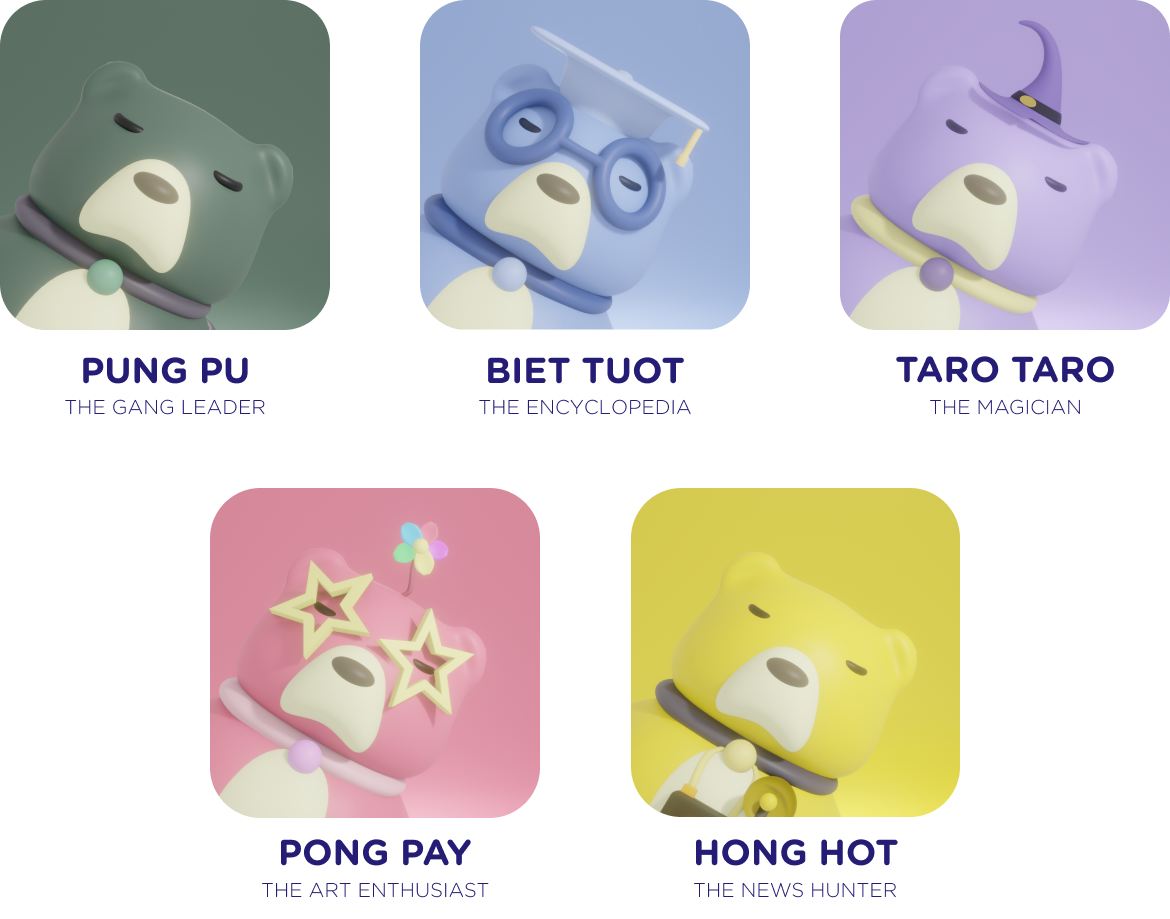 PUNG PU
THE GANG LEADER
BIET TUOT
THE ENCYCLOPEDIA
TARO TARO
THE MAGICIAN
PONG PAY
THE ART ENTHUSIAST
HONG HOT
THE NEWS HUNTER